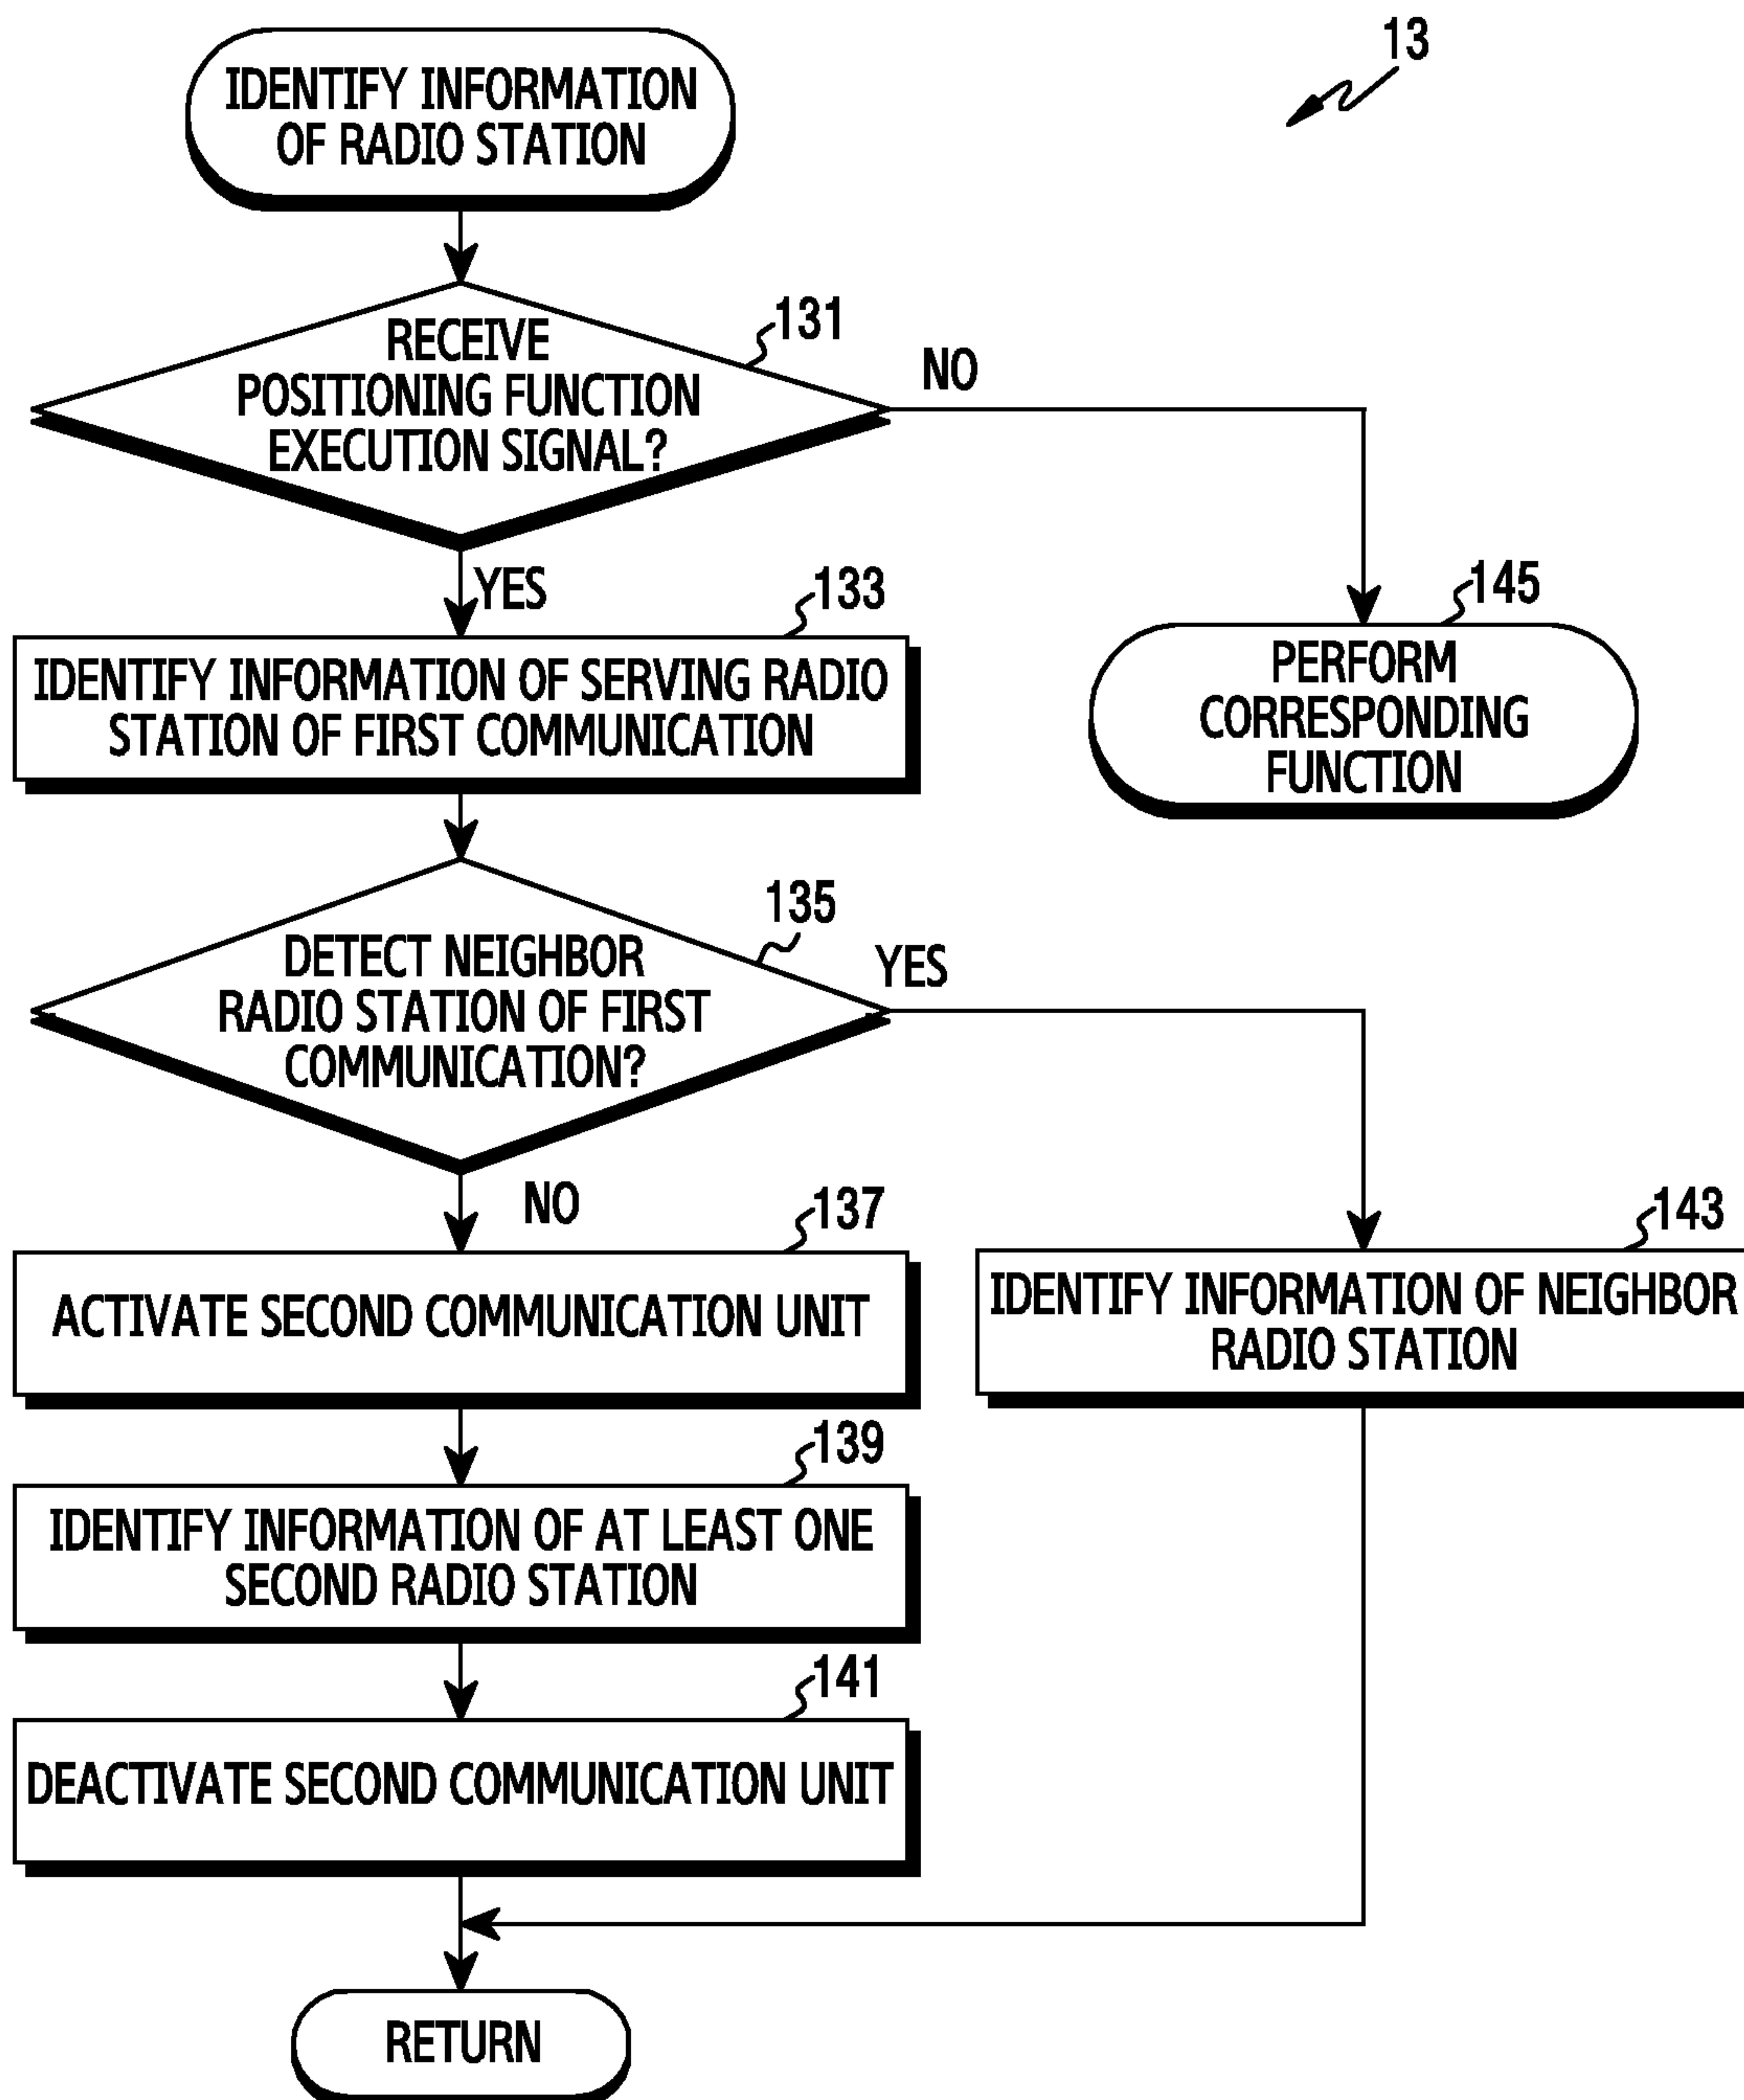 13
IDENTIFY INFORMATION
OF RADIO STATION
131
RECEIVE
POSITIONING FUNCTION
EXECUTION SIGNAL?
NO
YES
133
IDENTIFY INFORMATION OF SERVING RADIO
STATION OF FIRST COMMUNICATION
145
PERFORM
CORRESPONDING
FUNCTION
135
DETECT NEIGHBOR
RADIO STATION OF FIRST
COMMUNICATION?
YES
NO
137
ACTIVATE SECOND COMMUNICATION UNIT
143
IDENTIFY INFORMATION OF NEIGHBOR
RADIO STATION
139
IDENTIFY INFORMATION OF AT LEAST ONE
SECOND RADIO STATION
141
DEACTIVATE SECOND COMMUNICATION UNIT
RETURN